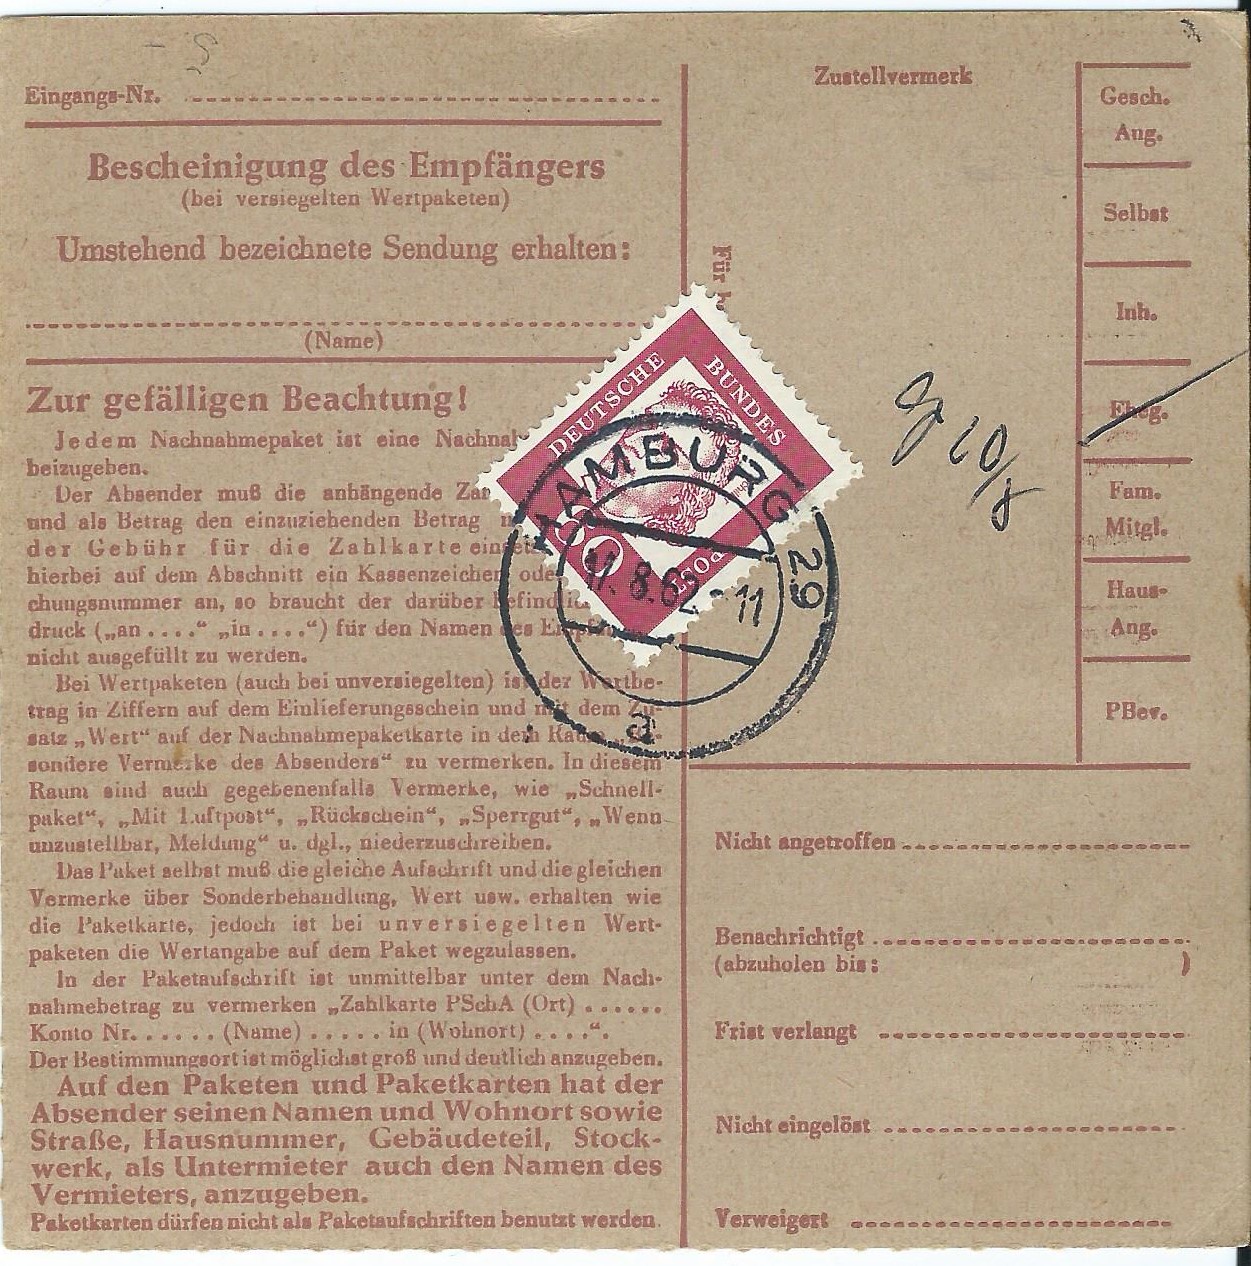 Eingangs-Nr.
Bescheinigung des Empfängers
(bei versiegelten Wertpaketen)
Umstehend bezeichnete Sendung erhalten:
(Name)
Zur gefälligen Beachtung!
Jedem Nachnahmepaket ist eine Nachnah
beizugeben.
Der Absender muß die anhängende Za
und als Betrag den einzuziehenden Betrag
der Gebühr für die Zahlkarte einsetz
hierbei auf dem Abschnitt ein Kassenzeichen ode
chungsnummer an, so braucht der darüber befindlic
druck („an ....“ „in ....“) für den Namen des Empf
nicht ausgefüllt zu werden.
Bei Wertpaketen (auch bei unversiegelten) ist der Wertbe-
trag in Ziffern auf dem Einlieferungsschein und mit dem Zu-
satz „Wert“ auf der Nachnahmepaketkarte in dem Raum „Be-
sondere Vermerke des Absenders“ zu vermerken. In diesem
Raum sind auch gegebenenfalls Vermerke, wie „Schnell-
paket“, „Mit Luftpost“, „Rückschein“, „Sperrgut“, „Wenn
unzustellbar, Meldung“ u. dgl., niederzuschreiben.
Das Paket selbst muß die gleiche Aufschrift und die gleichen
Vermerke über Sonderbehandlung, Wert usw. erhalten wie
die Paketkarte, jedoch ist bei unversiegelten Wert-
paketen die Wertangabe auf dem Paket wegzulassen.
In der Paketaufschrift ist unmittelbar unter dem Nach-
nahmebetrag zu vermerken „Zahlkarte PSchA (Ort) ......
Konto Nr. ..... (Name) ..... in (Wohnort) ....“.
Der Bestimmungsort ist möglichst groß und deutlich anzugeben.
Auf den Paketen und Paketkarten hat der
Absender seinen Namen und Wohnort sowie
Straße, Hausnummer, Gebäudeteil, Stock-
werk, als Untermieter auch den Namen des
Vermieters, anzugeben.
Paketkarten dürfen nicht als Paketaufschriften benutzt werden.
Zustellvermerk
Für
DEUTSCHE
BUNDES
POST
80
HAMBURG 29
8.62.-11
a
Gesch.
Ang.
Selbst
Inh.
Eheg.
Fam.
Mitgl.
Haus-
Ang.
PBev.
Nicht angetroffen
Benachrichtigt
(abzuholen bis: )
Frist verlangt
Nicht eingelöst
Verweigert